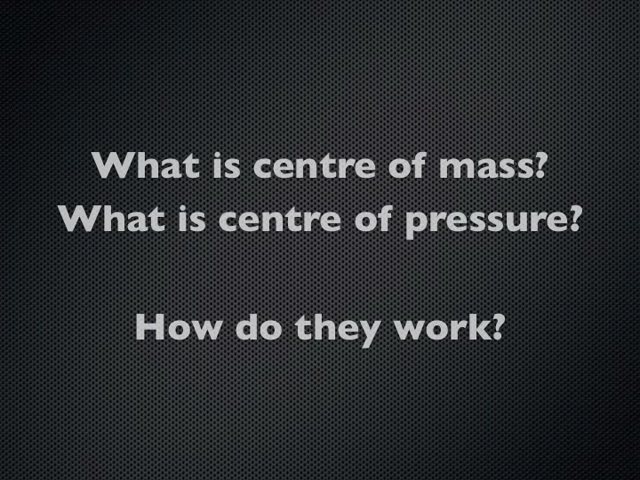 What is centre of mass?
What is centre of pressure?
How do they work?